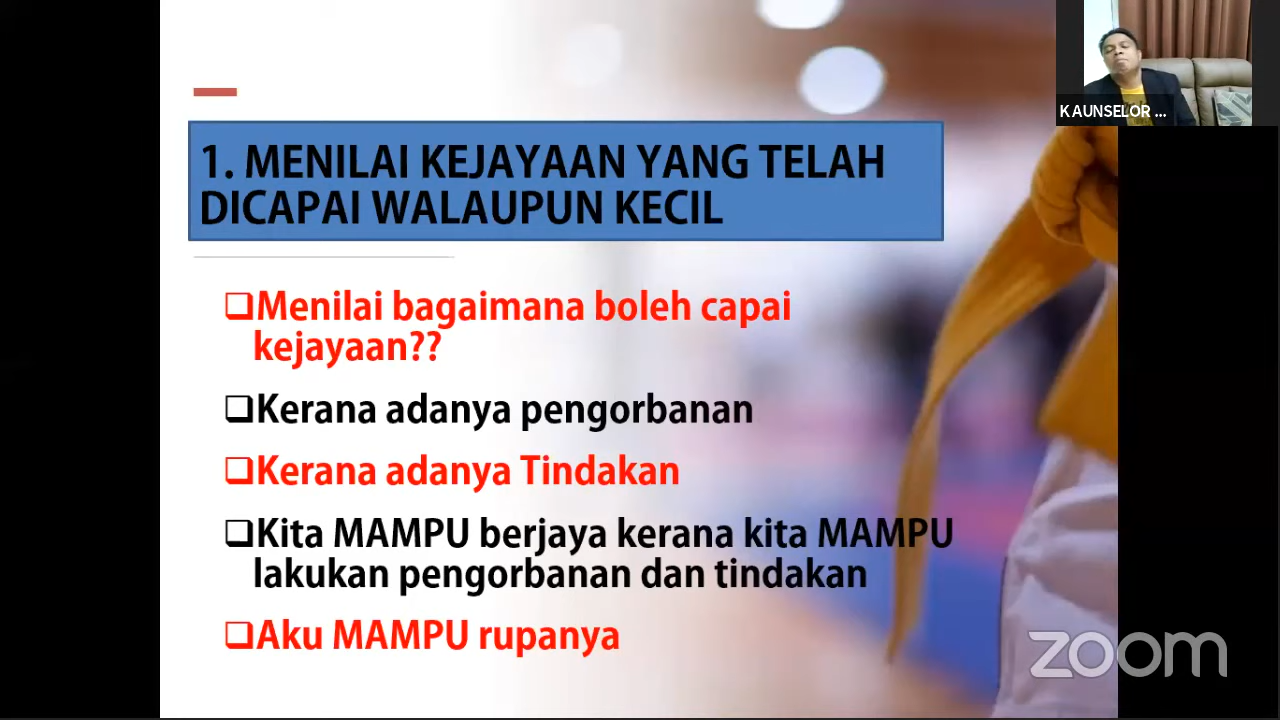 KAUNSELOR ...
1. MENILAI KEJAYAAN YANG TELAH
DICAPAI WALAUPUN KECIL
❑Menilai bagaimana boleh capai
kejayaan??
❑Kerana adanya pengorbanan
❑Kerana adanya Tindakan
❑Kita MAMPU berjaya kerana kita MAMPU
lakukan pengorbanan dan tindakan
❑Aku MAMPU rupanya
zoom